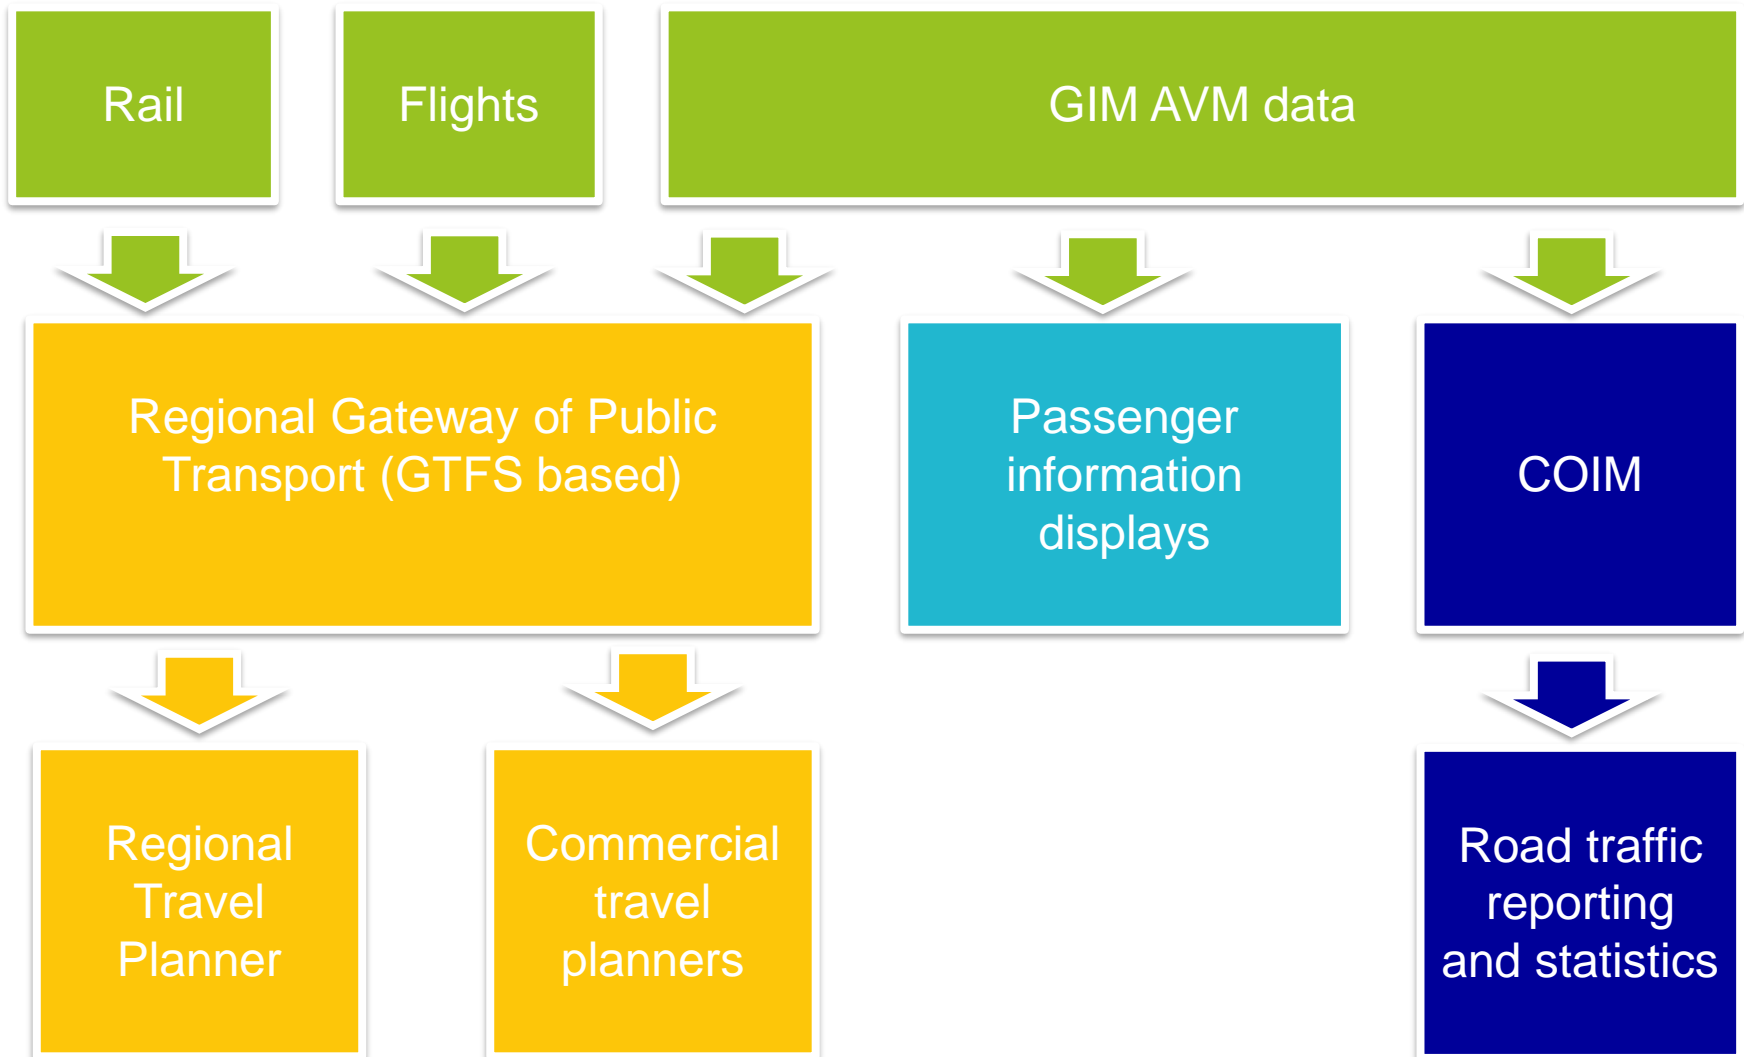 Rail
Flights
GIM AVM data
Regional Gateway of Public
Transport (GTFS based)
Passenger
information
displays
COIM
Regional
Travel
Planner
Commercial
travel
planners
Road traffic
reporting
and statistics